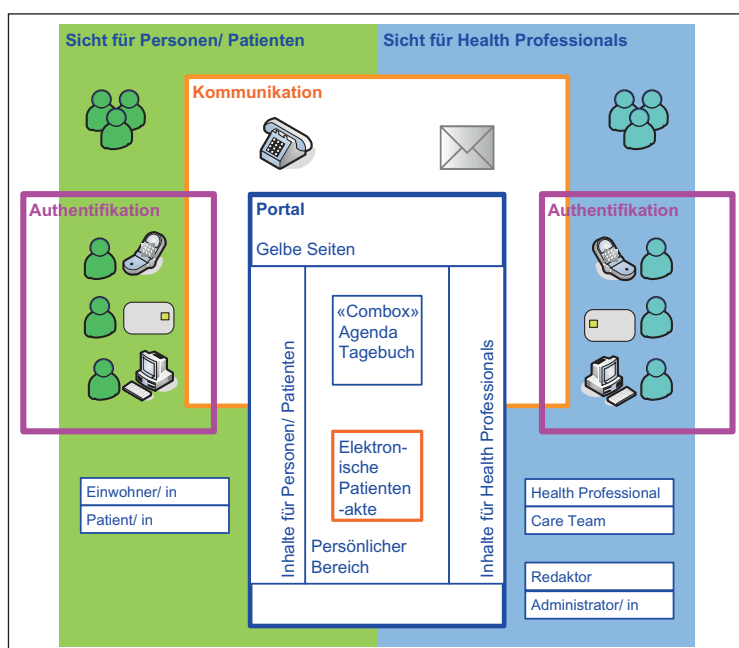 Sicht für Personen/ Patienten
Sicht für Health Professionals
Kommunikation
Authentifikation
Portal
Authentifikation
Gelbe Seiten
Inhalte für Personen/ Patienten
«Combox»
Agenda
Tagebuch
Elektron-
ische
Patienten
-akte
Persönlicher
Bereich
Inhalte für Health Professionals
Einwohner/ in
Patient/ in
Health Professional
Care Team
Redaktor
Administrator/ in